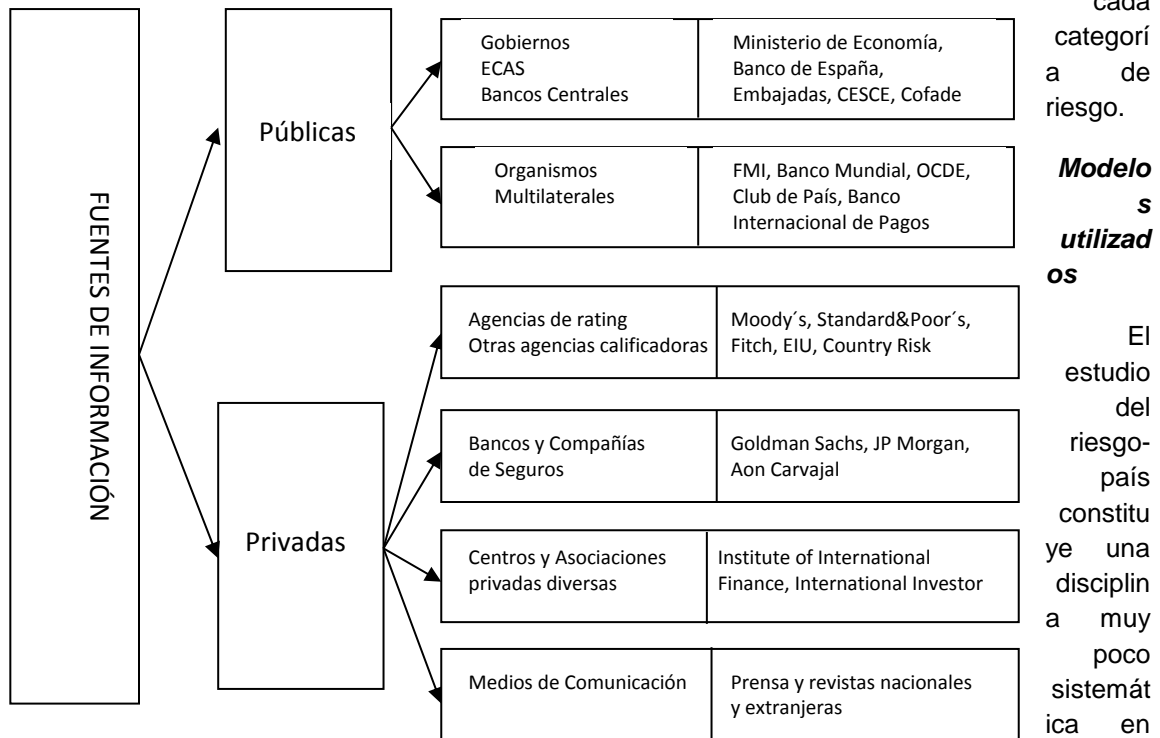 FUENTES DE INFORMACIÓN
Públicas
Gobiernos
ECAS
Bancos Centrales
Ministerio de Economía,
Banco de España,
Embajadas, CESCE, Cofade
Organismos
Multilaterales
FMI, Banco Mundial, OCDE,
Club de País, Banco
Internacional de Pagos
Privadas
Agencias de rating
Otras agencias calificadoras
Moody´s, Standard&Poor´s,
Fitch, EIU, Country Risk
Bancos y Compañías
de Seguros
Goldman Sachs, JP Morgan,
Aon Carvajal
Centros y Asociaciones
privadas diversas
Institute of International
Finance, International Investor
Medios de Comunicación
Prensa y revistas nacionales
y extranjeras
cada
categorí
a de
riesgo.
Modelo
s
utilizad
os
El
estudio
del
riesgo-
país
constitu
ye una
disciplin
a muy
poco
sistemát
ica en